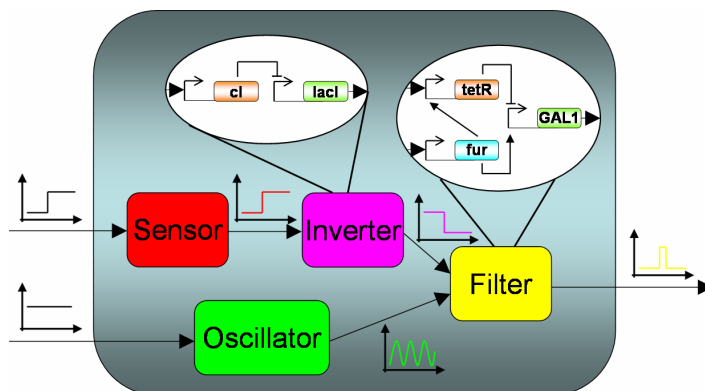 cI
lacI
tetR
GAL1
fur
Sensor
Inverter
Filter
Oscillator